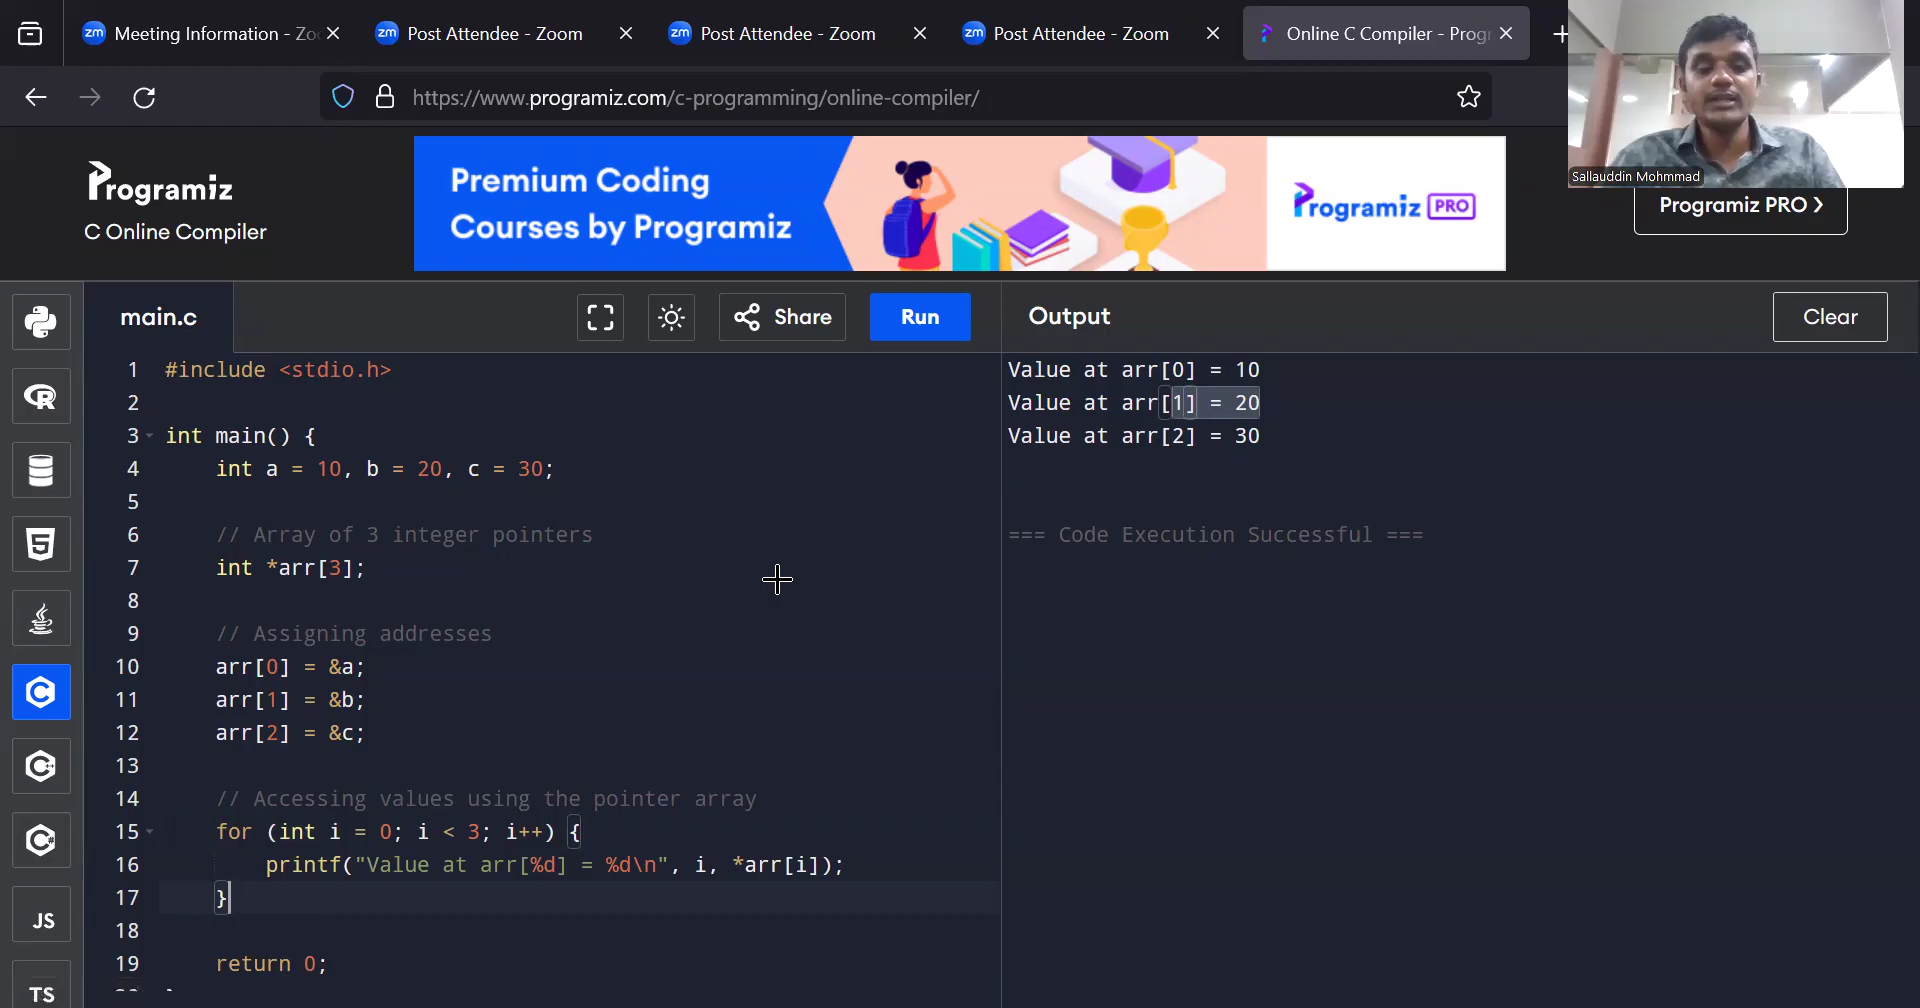 Meeting Information - Zo
Post Attendee - Zoom
Post Attendee - Zoom
Post Attendee - Zoom
Online C Compiler - Progr
https://www.programiz.com/c-programming/online-compiler/
Sallauddin Mohmmad
Programiz
C Online Compiler
Premium Coding
Courses by Programiz
Programiz PRO
Programiz PRO
main.c
Share
Run
Output
Clear
1 #include <stdio.h>
2
3 int main() {
4     int a = 10, b = 20, c = 30;
5
6     // Array of 3 integer pointers
7     int *arr[3];
8
9     // Assigning addresses
10     arr[0] = &a;
11     arr[1] = &b;
12     arr[2] = &c;
13
14     // Accessing values using the pointer array
15     for (int i = 0; i < 3; i++) {
16         printf("Value at arr[%d] = %d\n", i, *arr[i]);
17     }
18
19     return 0;
Value at arr[0] = 10
Value at arr[1] = 20
Value at arr[2] = 30
=== Code Execution Successful ===
R
5
C
C++
C#
JS
TS